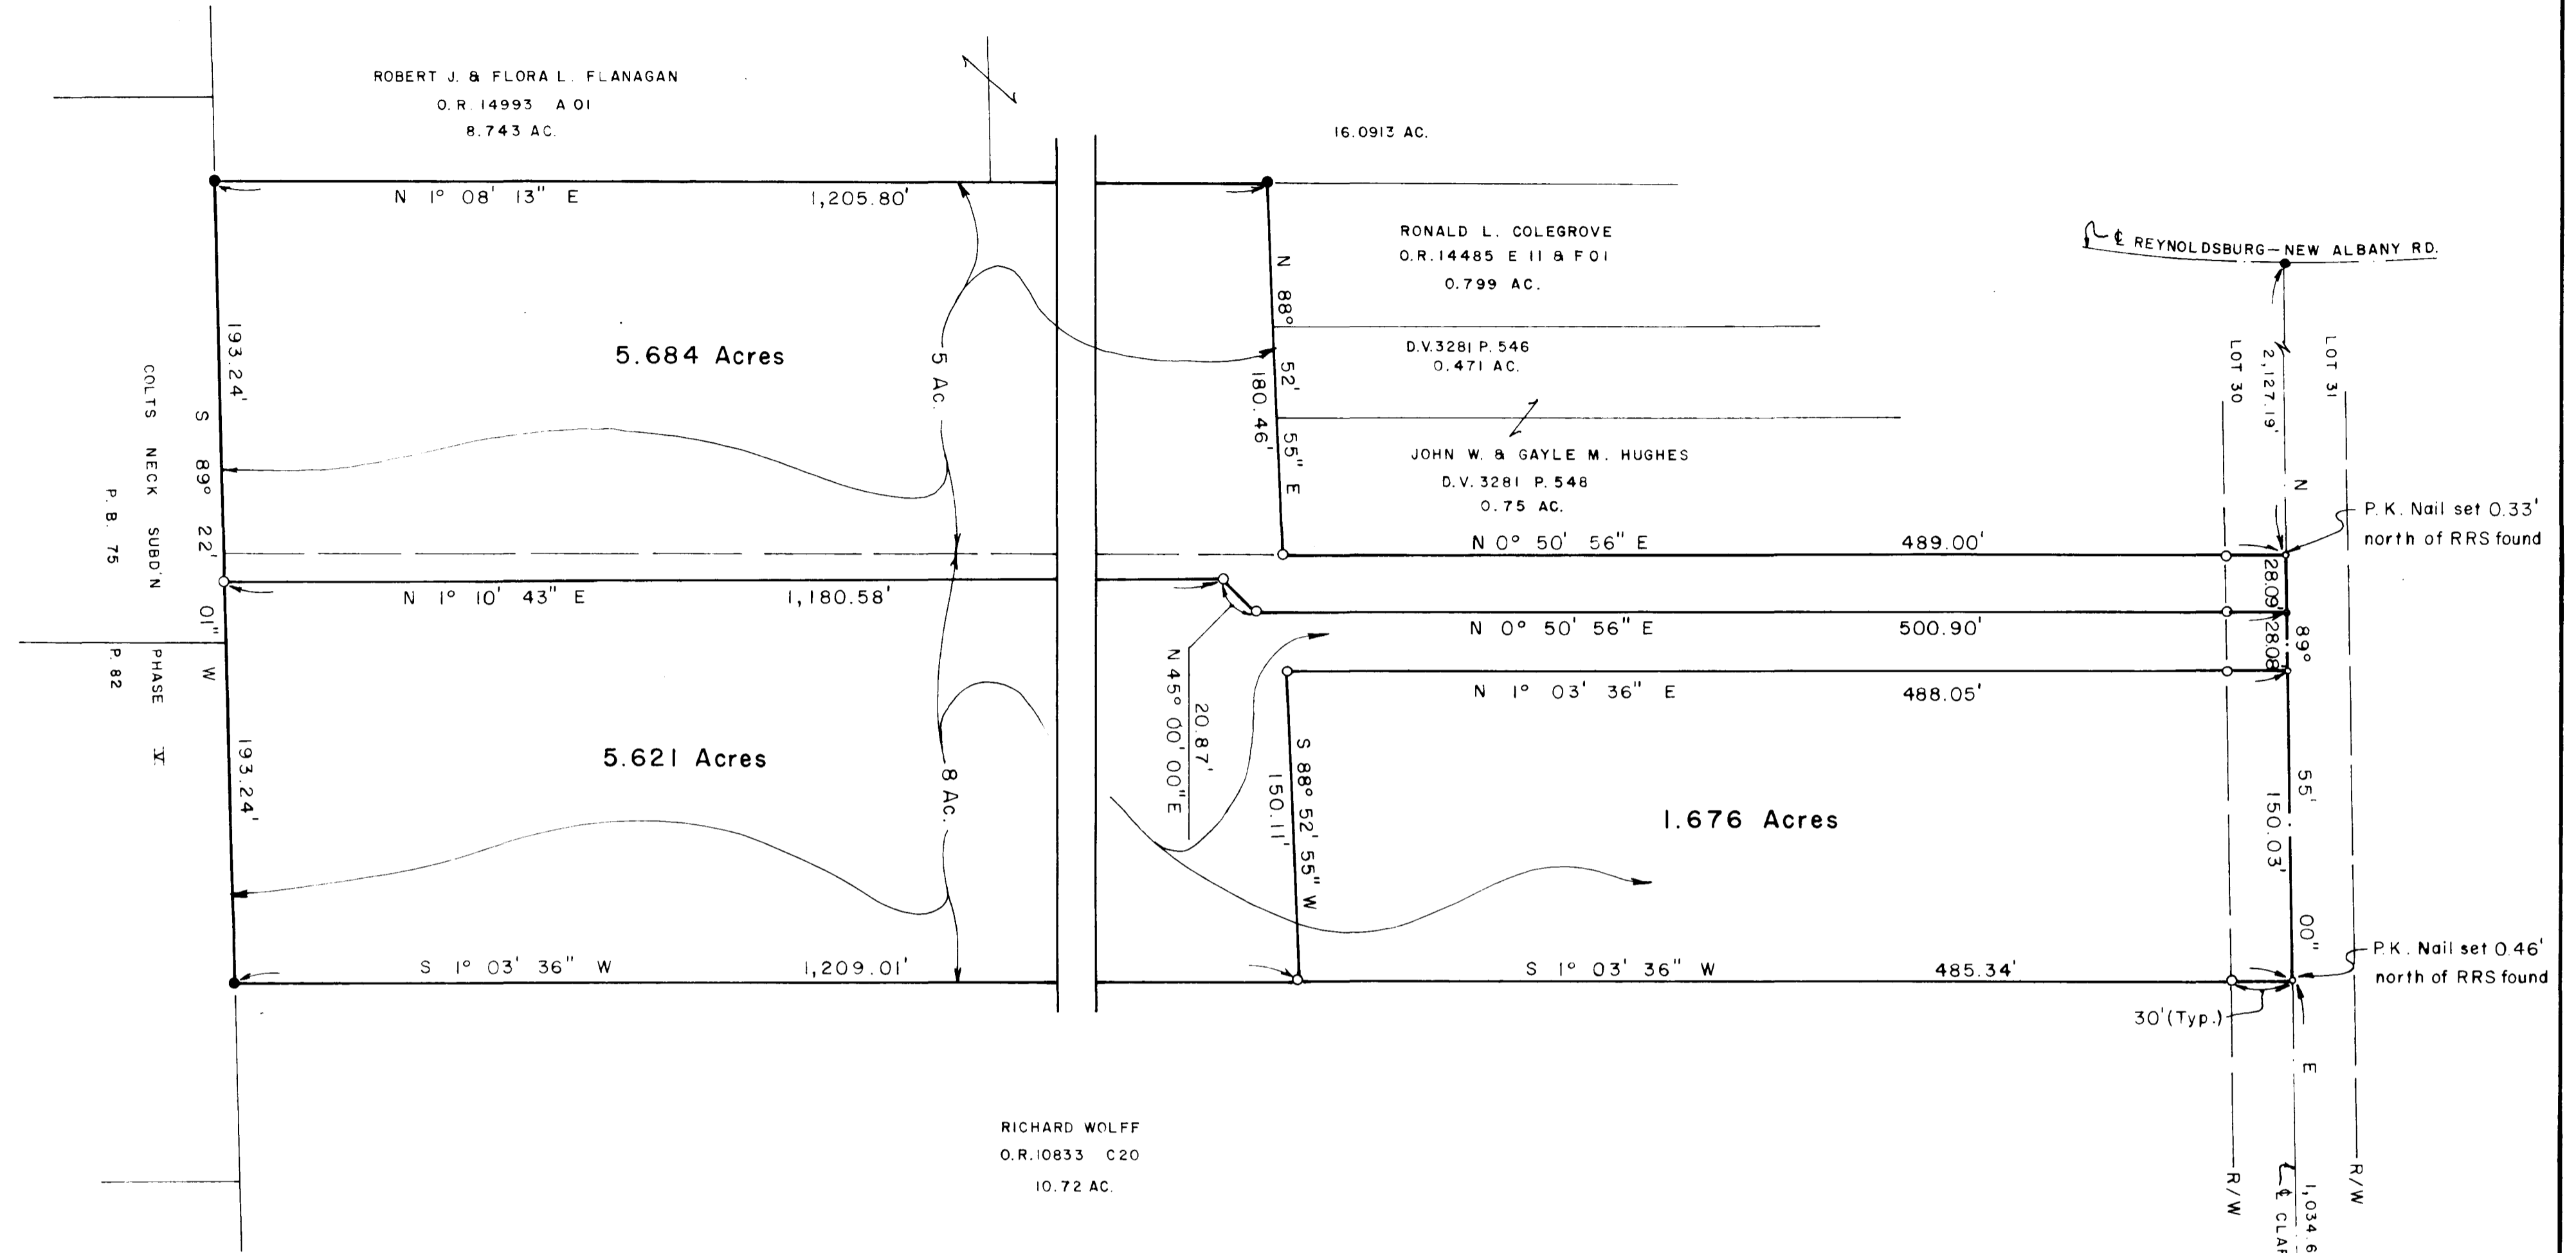 ROBERT J. & FLORA L. FLANAGAN
O.R. 14993 A 01
8.743 AC.
16.0913 AC.
N 1° 08' 13" E 1,205.80'
RONALD L. COLEGROVE
O.R. 14485 E 11 & F 01
0.799 AC.
D.V. 3281 P. 546
0.471 AC.
JOHN W. & GAYLE M. HUGHES
D.V. 3281 P. 548
0.75 AC.
N 88° 52' 55" E
180.46'
℄ REYNOLDSBURG-NEW ALBANY RD.
LOT 30
2,127.19'
LOT 31
193.24'
5.684 Acres
5 Ac.
COLTS NECK SUBD'N PHASE V
P.B. 75 P. 82
S 89° 22' 01" W
N 0° 50' 56" E 489.00'
P.K. Nail set 0.33'
north of RRS found
28.09'
N 1° 10' 43" E 1,180.58'
N 0° 50' 56" E 500.90'
28.08'
N 45° 00' 00" E
20.87'
N 1° 03' 36" E 488.05'
N 89° 55' 00" E
193.24'
5.621 Acres
8 Ac.
S 88° 52' 55" W
150.11'
1.676 Acres
150.03'
S 1° 03' 36" W 1,209.01'
S 1° 03' 36" W 485.34'
P.K. Nail set 0.46'
north of RRS found
30' (Typ.)
RICHARD WOLFF
O.R. 10833 C20
10.72 AC.
R/W
℄ CLAR
1,034.6
R/W